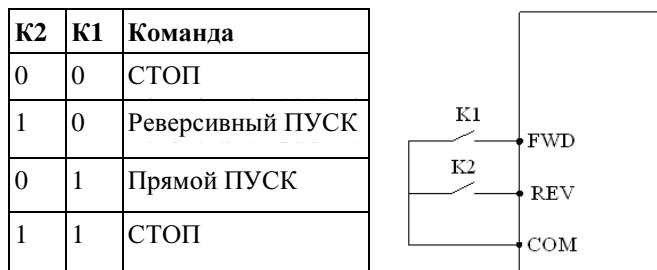 K2 K1 Команда
0 0 СТОП
1 0 Реверсивный ПУСК
0 1 Прямой ПУСК
1 1 СТОП
K1
FWD
K2
REV
COM